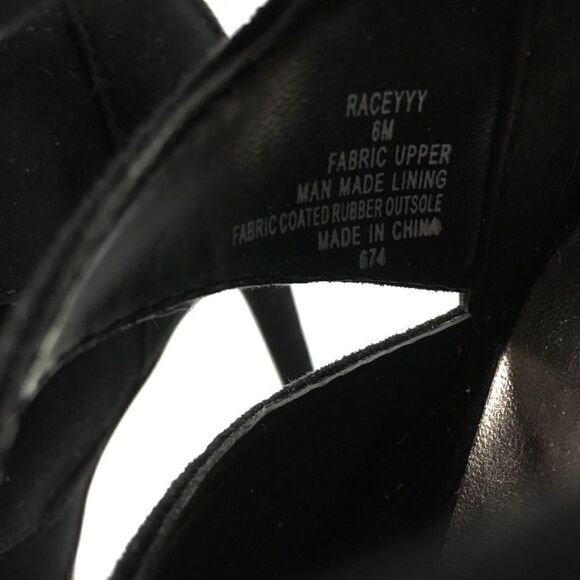 RACEYYY
6M
FABRIC UPPER
MAN MADE LINING
FABRIC COATED RUBBER OUTSOLE
MADE IN CHINA
674